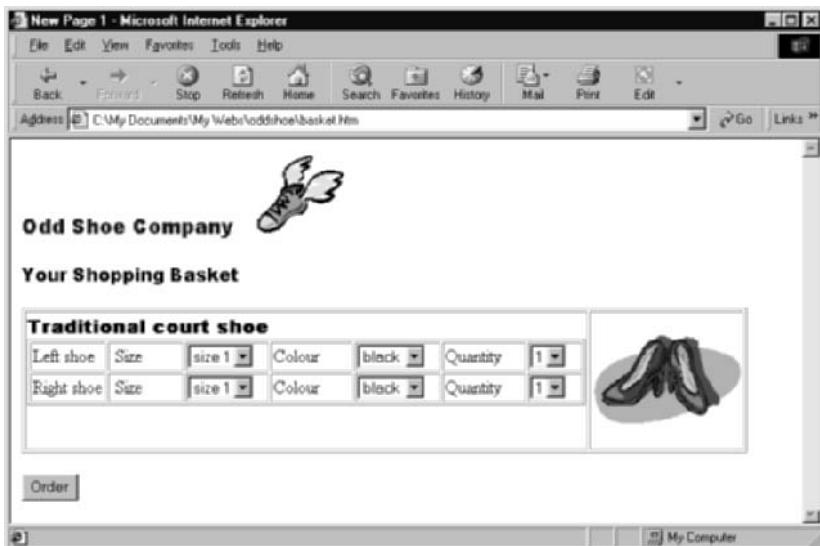 New Page 1 - Microsoft Internet Explorer
File Edit View Favorites Tools Help
Back Forward Stop Refresh Home Search Favorites History Mail Print Edit
Address C:\My Documents\My Webs\oddshoe\basket.htm Go Links »
Odd Shoe Company
Your Shopping Basket
Traditional court shoe
Left shoe Size size 1 Colour black Quantity 1
Right shoe Size size 1 Colour black Quantity 1
Order
My Computer